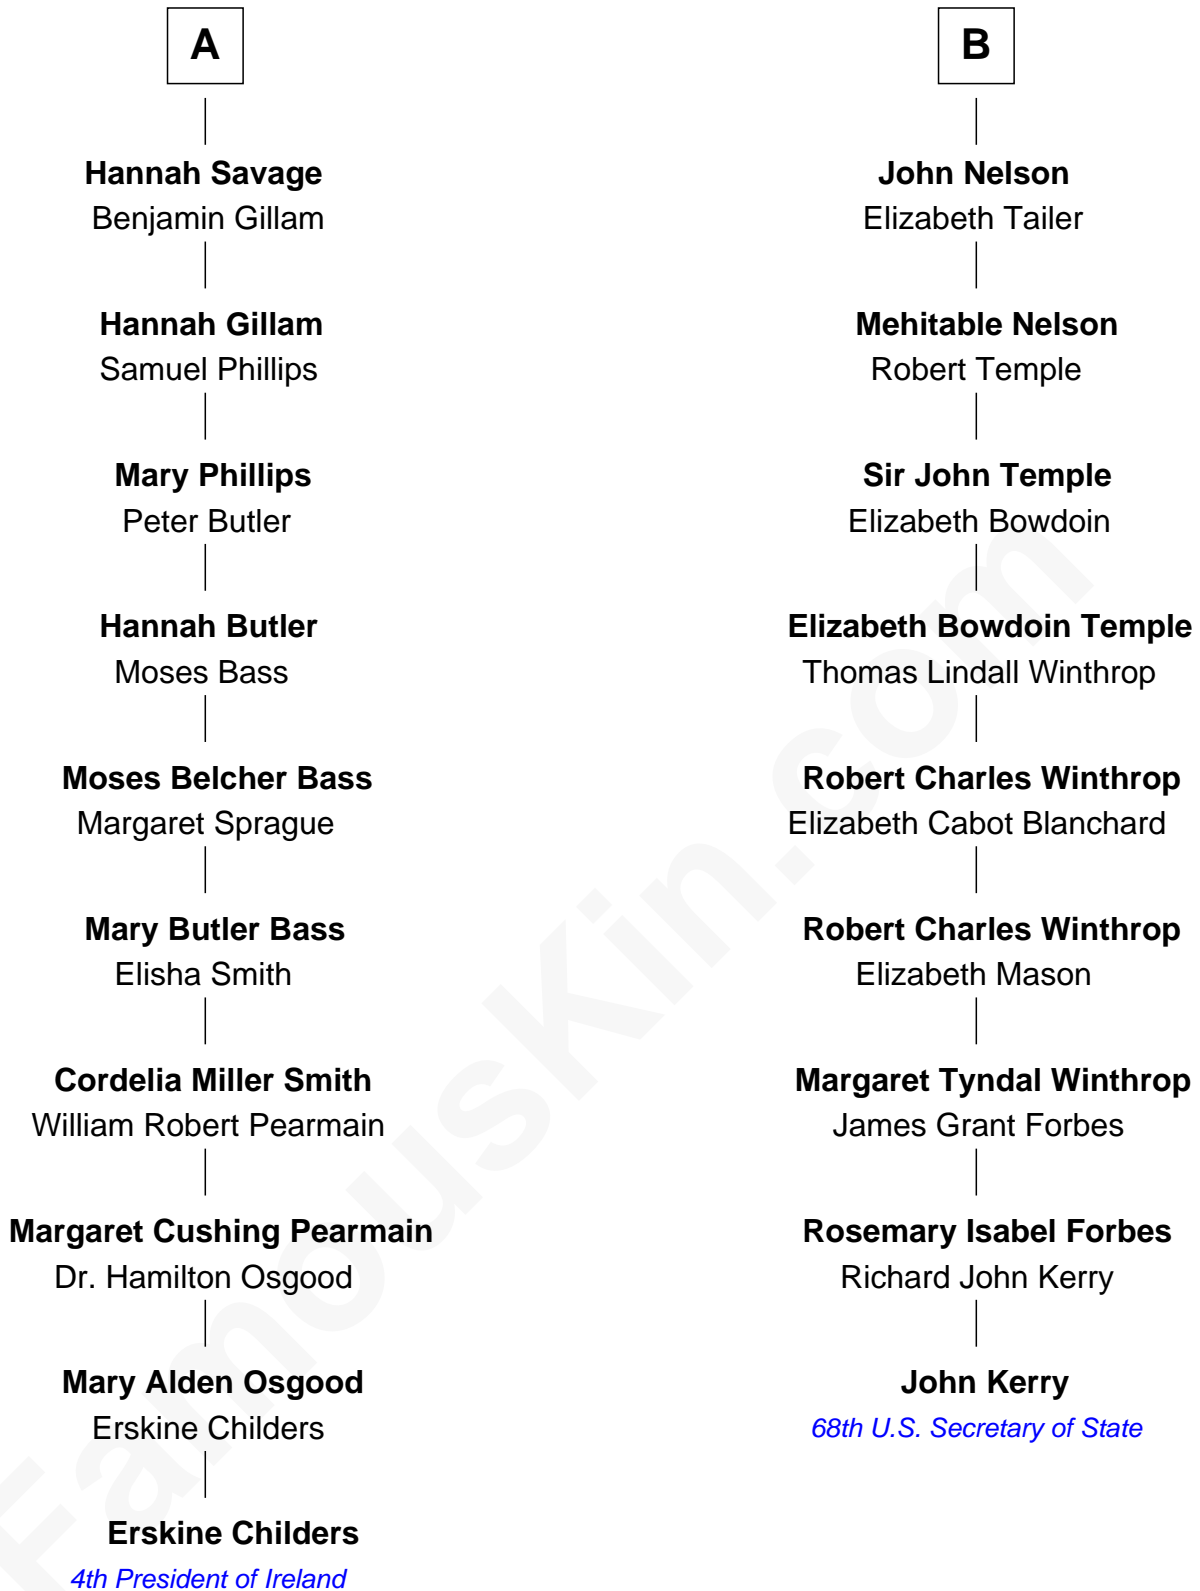 A
Hannah Savage
Benjamin Gillam
Hannah Gillam
Samuel Phillips
Mary Phillips
Peter Butler
Hannah Butler
Moses Bass
Moses Belcher Bass
Margaret Sprague
Mary Butler Bass
Elisha Smith
Cordelia Miller Smith
William Robert Pearmain
Margaret Cushing Pearmain
Dr. Hamilton Osgood
Mary Alden Osgood
Erskine Childers
Erskine Childers
4th President of Ireland
B
John Nelson
Elizabeth Tailer
Mehitable Nelson
Robert Temple
Sir John Temple
Elizabeth Bowdoin
Elizabeth Bowdoin Temple
Thomas Lindall Winthrop
Robert Charles Winthrop
Elizabeth Cabot Blanchard
Robert Charles Winthrop
Elizabeth Mason
Margaret Tyndal Winthrop
James Grant Forbes
Rosemary Isabel Forbes
Richard John Kerry
John Kerry
68th U.S. Secretary of State
FamousKin.com